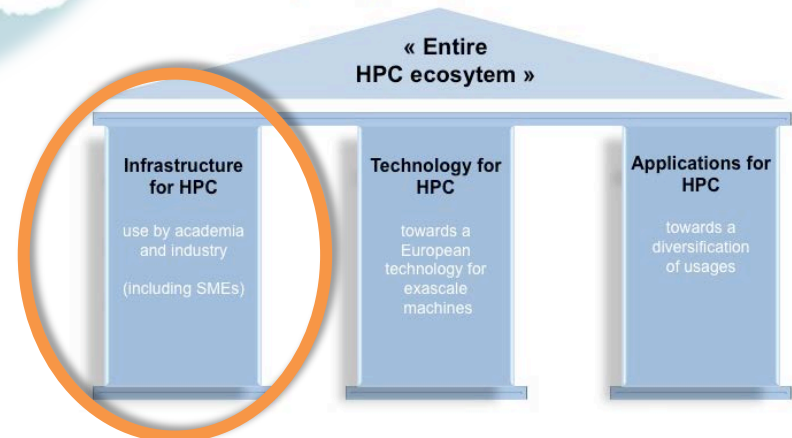 « Entire
HPC ecosytem »
Infrastructure
for HPC
use by academia
and industry
(including SMEs)
Technology for
HPC
towards a
European
technology for
exascale
machines
Applications for
HPC
towards a
diversification
of usages